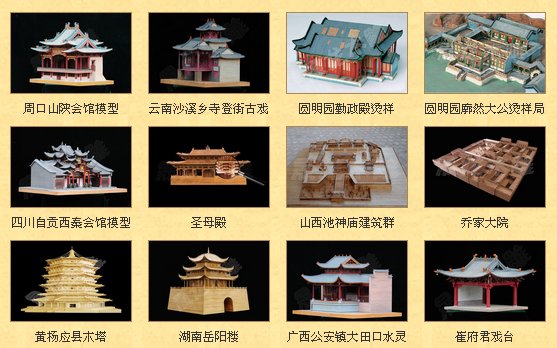 周口山陕会馆模型
云南沙溪乡寺登街古戏
圆明园勤政殿烫样
圆明园廓然大公烫样局
四川自贡西秦会馆模型
圣母殿
山西池神庙建筑群
乔家大院
黄杨应县木塔
湖南岳阳楼
广西公安镇大田口水灵
崔府君戏台